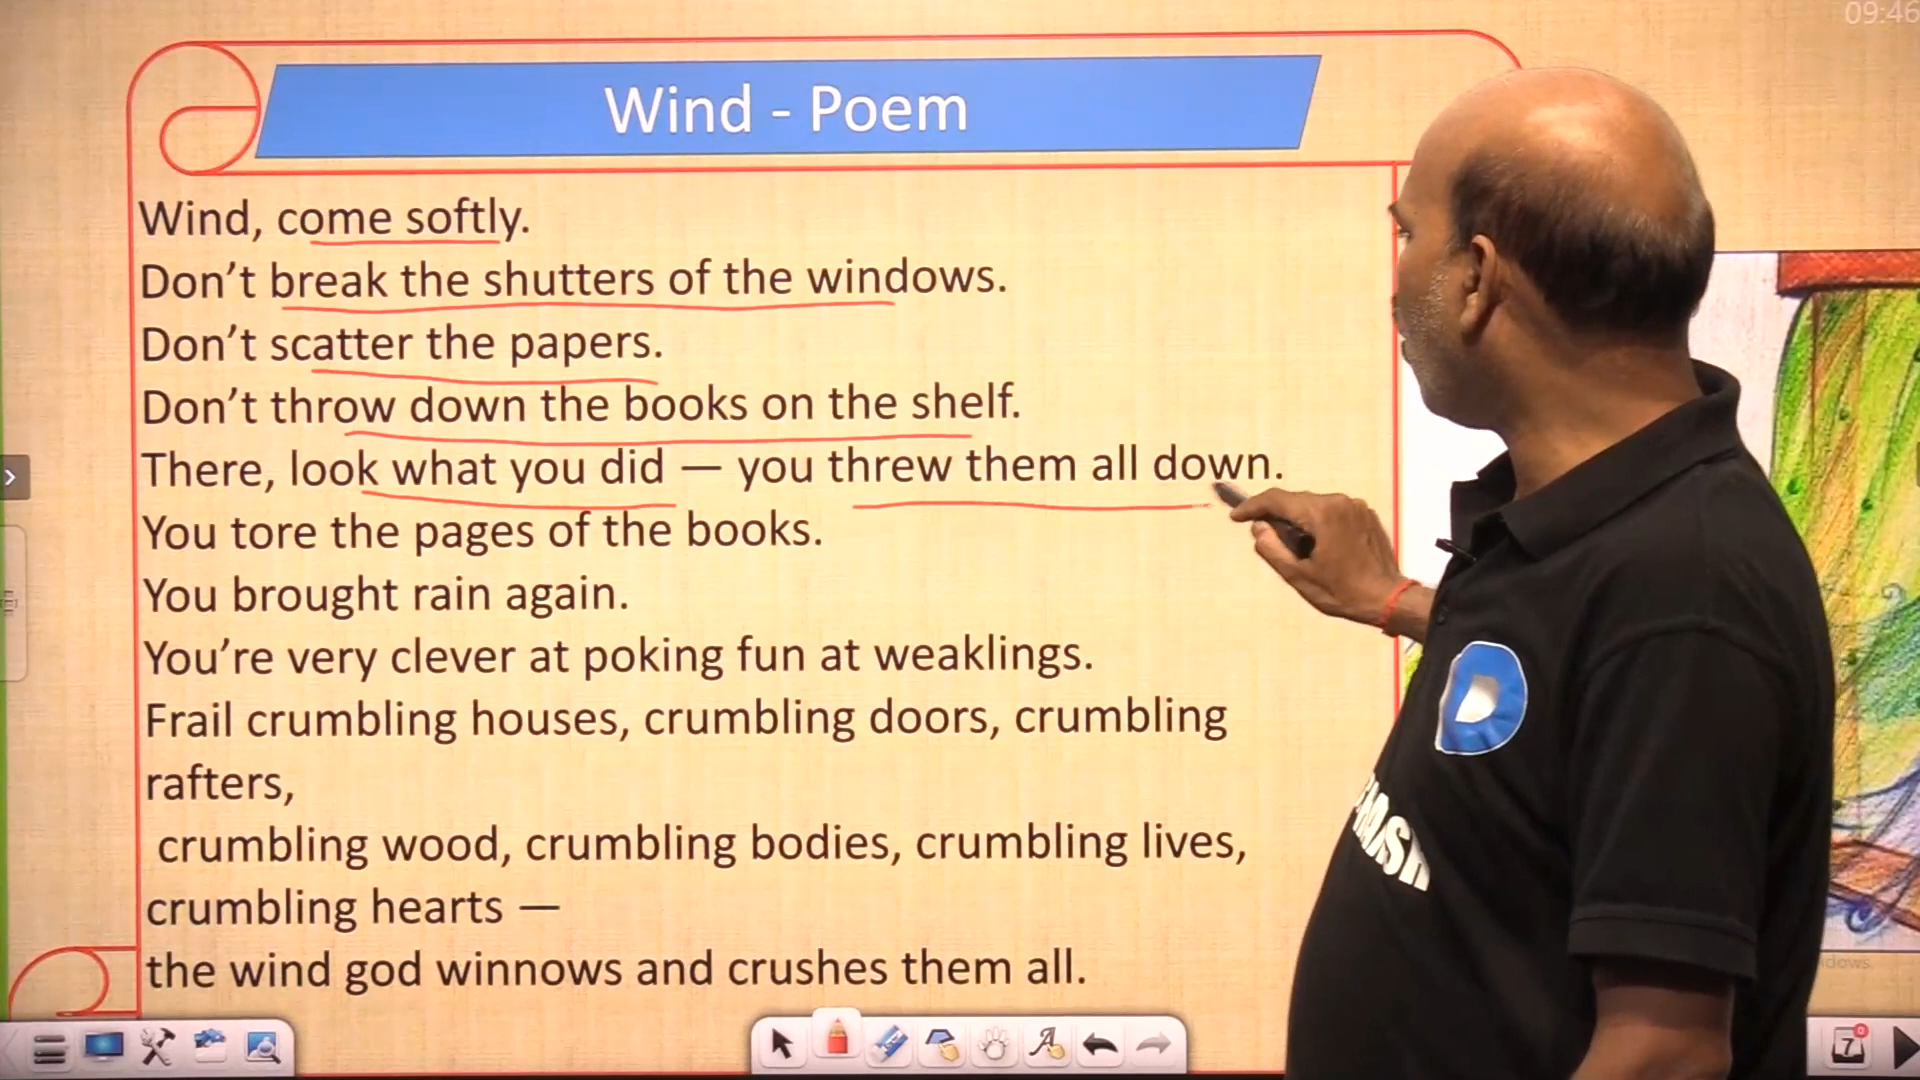 09:46
Wind - Poem
Wind, come softly.
Don't break the shutters of the windows.
Don't scatter the papers.
Don't throw down the books on the shelf.
There, look what you did — you threw them all down.
You tore the pages of the books.
You brought rain again.
You're very clever at poking fun at weaklings.
Frail crumbling houses, crumbling doors, crumbling
rafters,
crumbling wood, crumbling bodies, crumbling lives,
crumbling hearts —
the wind god winnows and crushes them all.
D
A
7
0